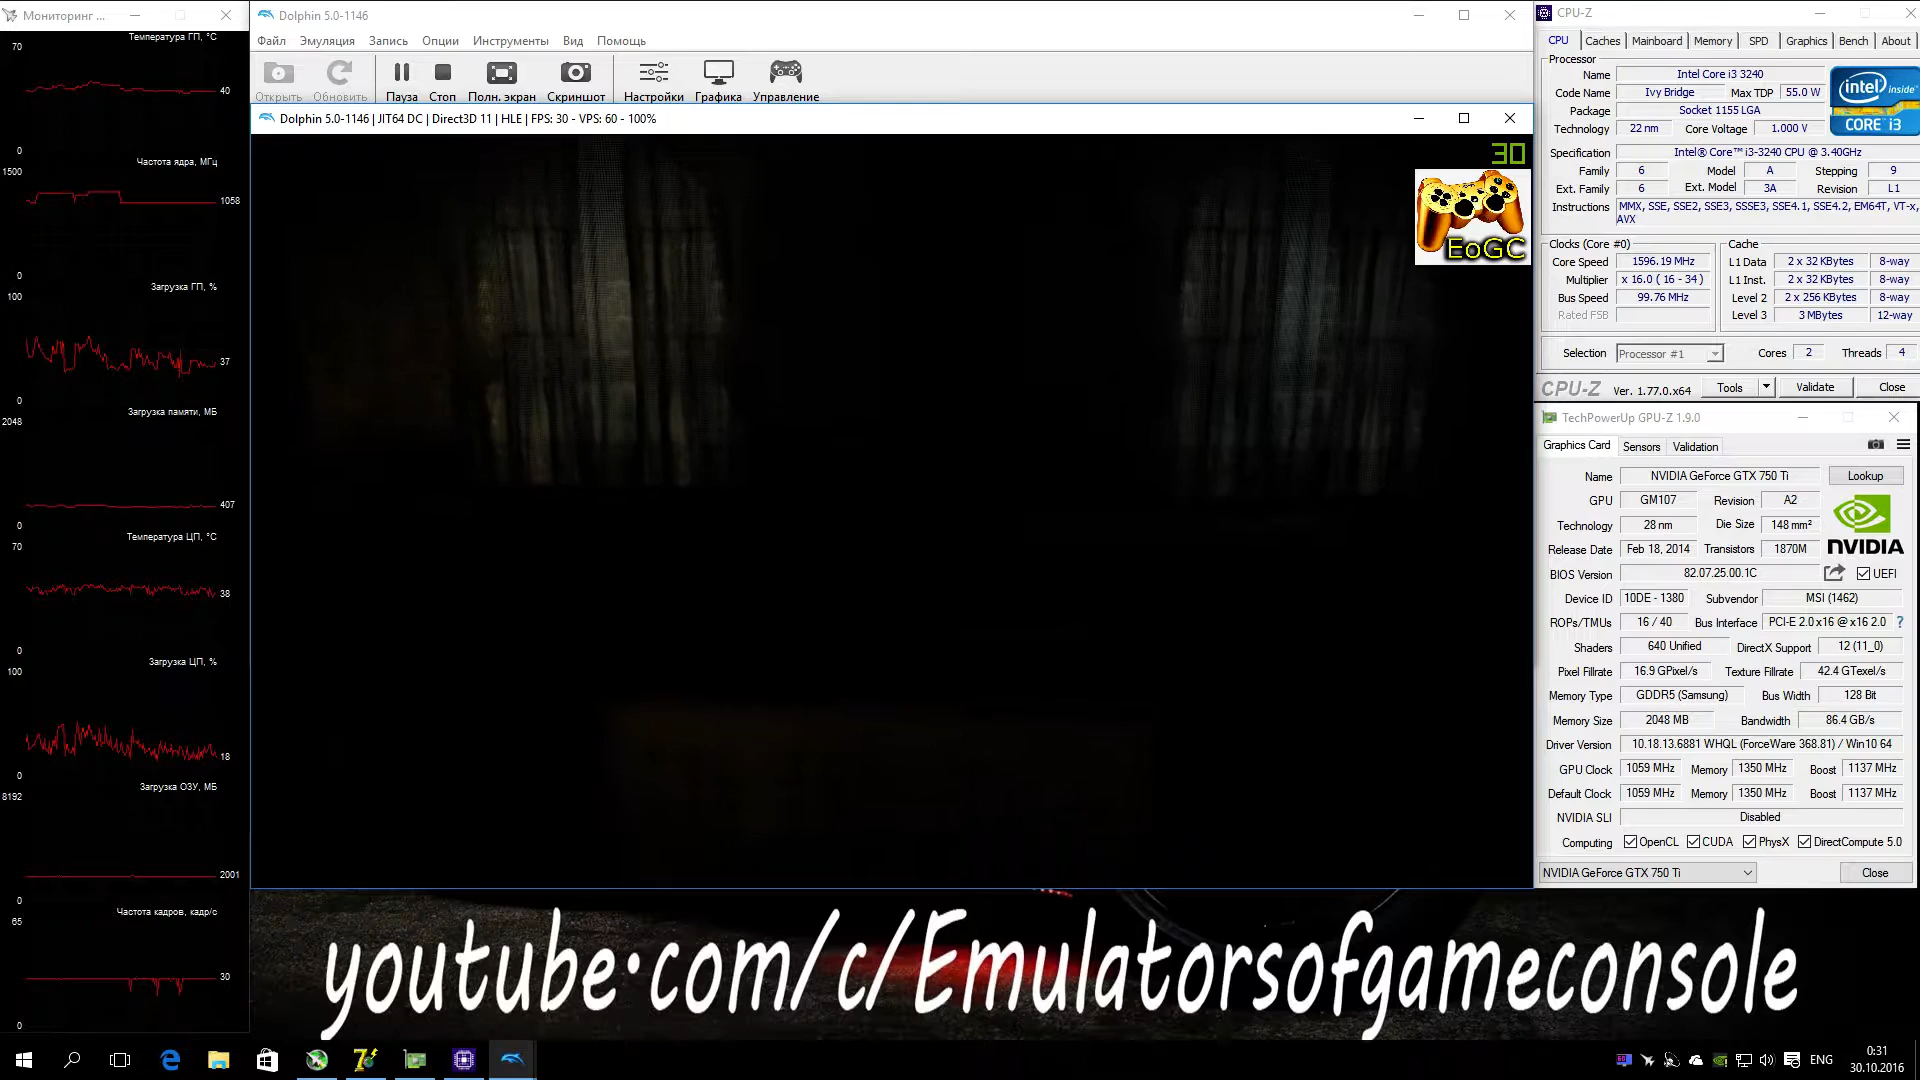 Мониторинг ...
Температура ГП, °C
70
40
0
Частота ядра, МГц
1500
1058
0
Загрузка ГП, %
100
37
0
Загрузка памяти, МБ
2048
407
0
Температура ЦП, °C
70
38
0
Загрузка ЦП, %
100
18
0
Загрузка ОЗУ, МБ
8192
2001
0
Частота кадров, кадр/с
65
30
0
Dolphin 5.0-1146
Файл Эмуляция Запись Опции Инструменты Вид Помощь
Открыть Обновить Пауза Стоп Полн. экран Скриншот Настройки Графика Управление
Dolphin 5.0-1146 | JIT64 DC | Direct3D 11 | HLE | FPS: 30 - VPS: 60 - 100%
30
EoGC
CPU-Z
CPU Caches Mainboard Memory SPD Graphics Bench About
Processor
Name Intel Core i3 3240
Code Name Ivy Bridge Max TDP 55.0 W
Package Socket 1155 LGA
Technology 22 nm Core Voltage 1.000 V
intel inside
CORE i3
Specification Intel® Core™ i3-3240 CPU @ 3.40GHz
Family 6 Model A Stepping 9
Ext. Family 6 Ext. Model 3A Revision L1
Instructions MMX, SSE, SSE2, SSE3, SSSE3, SSE4.1, SSE4.2, EM64T, VT-x,
AVX
Clocks (Core #0) Cache
Core Speed 1596.19 MHz L1 Data 2 x 32 KBytes 8-way
Multiplier x 16.0 ( 16 - 34 ) L1 Inst. 2 x 32 KBytes 8-way
Bus Speed 99.76 MHz Level 2 2 x 256 KBytes 8-way
Rated FSB Level 3 3 MBytes 12-way
Selection Processor #1 Cores 2 Threads 4
CPU-Z Ver. 1.77.0.x64 Tools Validate Close
TechPowerUp GPU-Z 1.9.0
Graphics Card Sensors Validation
Name NVIDIA GeForce GTX 750 Ti Lookup
GPU GM107 Revision A2
Technology 28 nm Die Size 148 mm²
Release Date Feb 18, 2014 Transistors 1870M
NVIDIA
BIOS Version 82.07.25.00.1C UEFI
Device ID 10DE - 1380 Subvendor MSI (1462)
ROPs/TMUs 16 / 40 Bus Interface PCI-E 2.0 x16 @ x16 2.0 ?
Shaders 640 Unified DirectX Support 12 (11_0)
Pixel Fillrate 16.9 GPixel/s Texture Fillrate 42.4 GTexel/s
Memory Type GDDR5 (Samsung) Bus Width 128 Bit
Memory Size 2048 MB Bandwidth 86.4 GB/s
Driver Version 10.18.13.6881 WHQL (ForceWare 368.81) / Win10 64
GPU Clock 1059 MHz Memory 1350 MHz Boost 1137 MHz
Default Clock 1059 MHz Memory 1350 MHz Boost 1137 MHz
NVIDIA SLI Disabled
Computing OpenCL CUDA PhysX DirectCompute 5.0
NVIDIA GeForce GTX 750 Ti Close
youtube.com/c/Emulatorsofgameconsole
ENG
0:31
30.10.2016